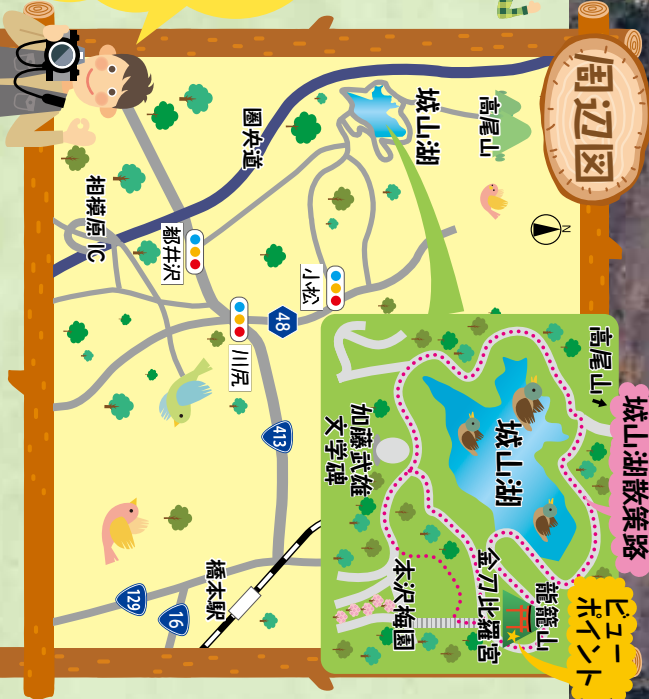 周辺図
N
高尾山
城山湖
圏央道
相模原IC
都井沢
小松
川尻
48
413
橋本駅
129
16
城山湖散策路
高尾山
城山湖
加藤武雄
文学碑
本沢梅園
金刀比羅宮
龍籠山
ビュー
ポイント